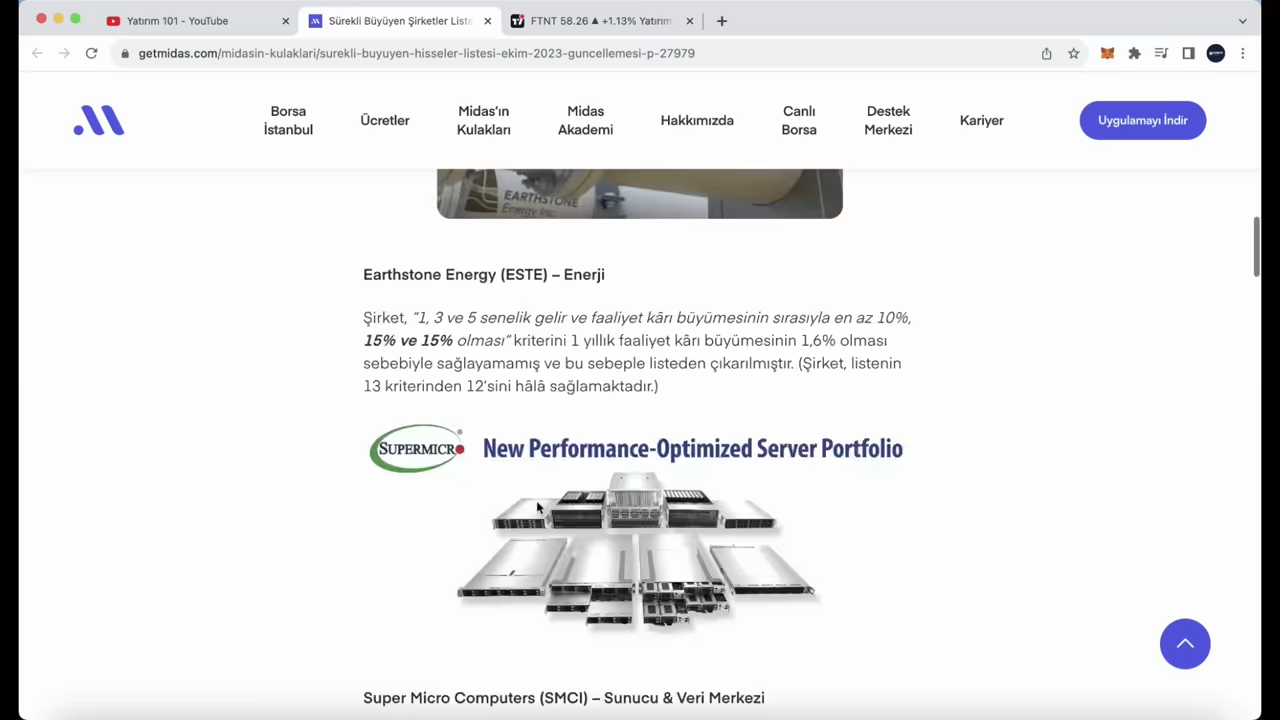 Yatırım 101 - YouTube
Sürekli Büyüyen Şirketler Liste
FTNT 58.26 ▲ +1.13% Yatırım
getmidas.com/midasin-kulaklari/surekli-buyuyen-hisseler-listesi-ekim-2023-guncellemesi-p-27979
Borsa
İstanbul
Ücretler
Midas’ın
Kulakları
Midas
Akademi
Hakkımızda
Canlı
Borsa
Destek
Merkezi
Kariyer
Uygulamayı İndir
EARTHSTONE
Energy Inc.
Earthstone Energy (ESTE) – Enerji
Şirket, “1, 3 ve 5 senelik gelir ve faaliyet kârı büyümesinin sırasıyla en az 10%,
15% ve 15% olması“ kriterini 1 yıllık faaliyet kârı büyümesinin 1,6% olması
sebebiyle sağlayamamış ve bu sebeple listeden çıkarılmıştır. (Şirket, listenin
13 kriterinden 12’sini hâlâ sağlamaktadır.)
SUPERMICRO
New Performance-Optimized Server Portfolio
Super Micro Computers (SMCI) – Sunucu & Veri Merkezi